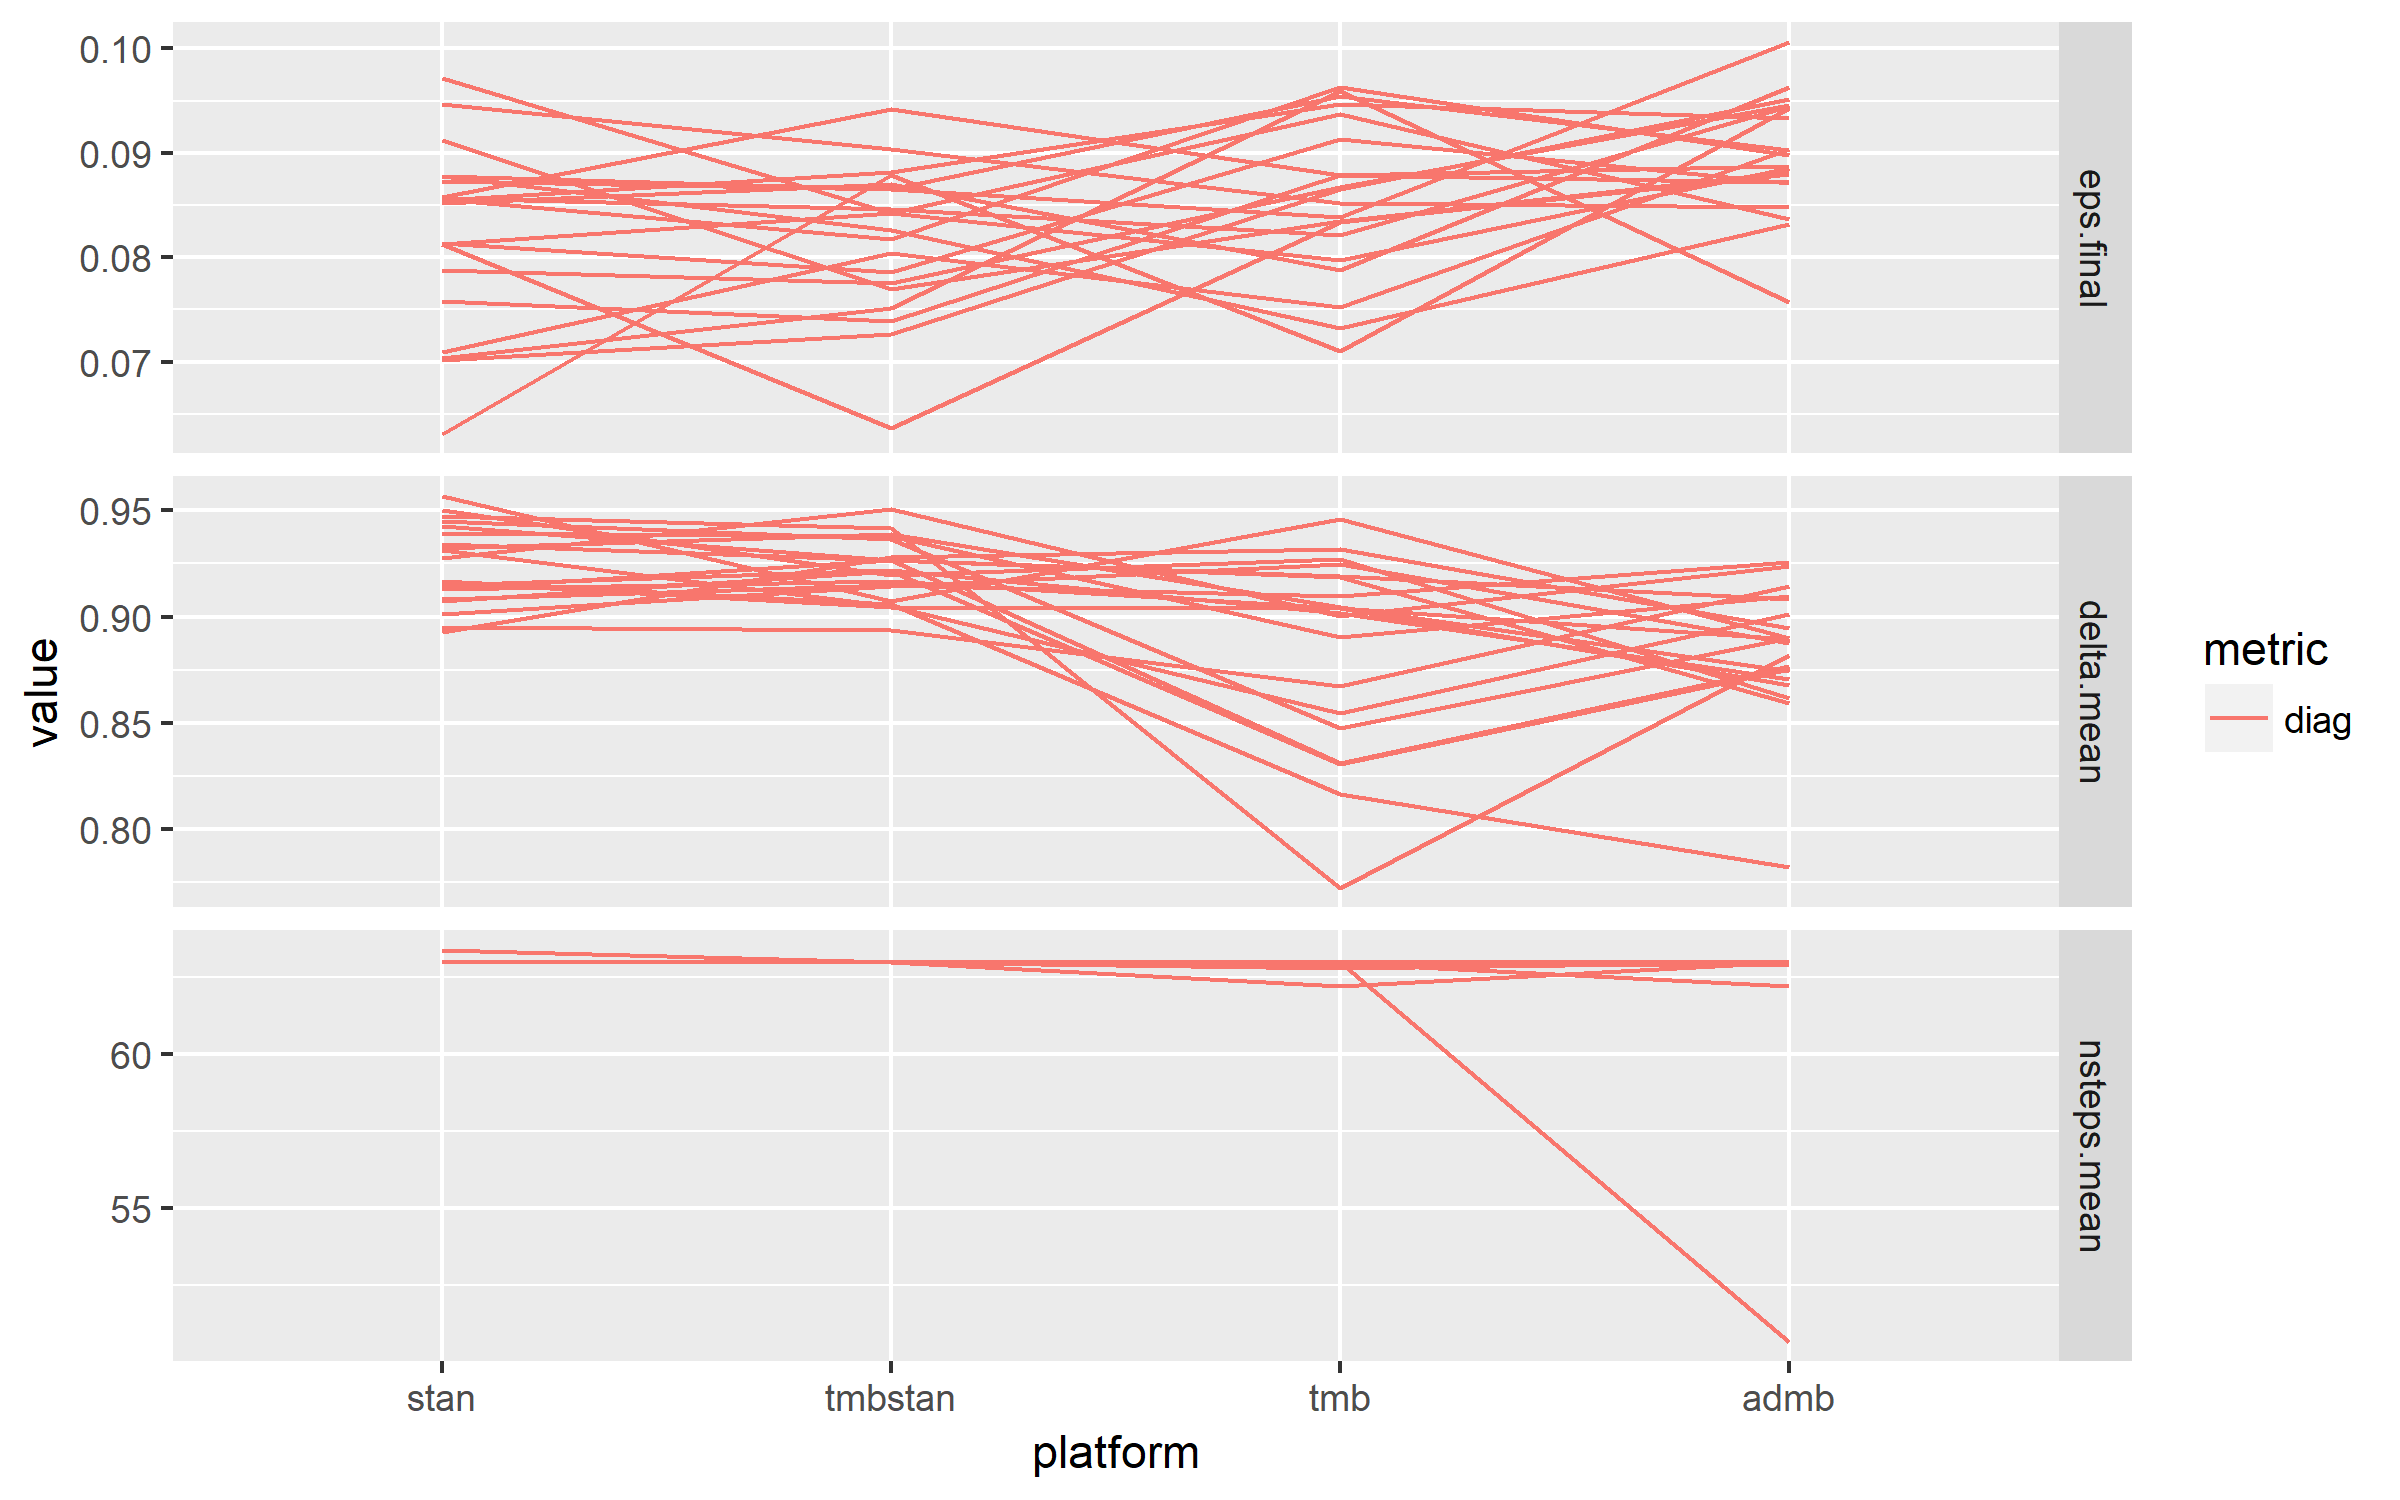 0.10
0.09
0.08
0.07
eps.final
0.95
0.90
0.85
0.80
delta.mean
value
metric
diag
60
55
nsteps.mean
stan tmbstan tmb admb
platform